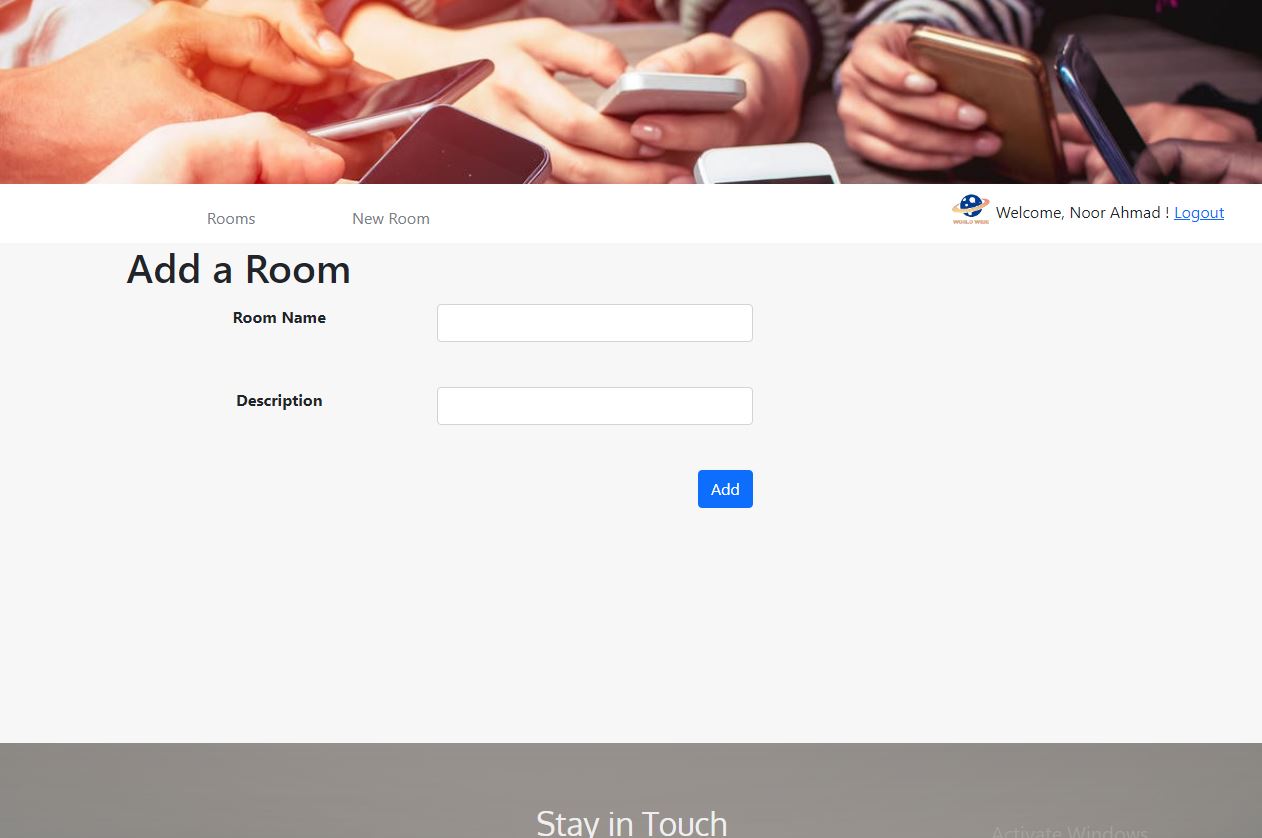 Rooms
New Room
WORLD WIDE
Welcome, Noor Ahmad ! Logout
Add a Room
Room Name
Description
Add
Stay in Touch
Activate Windows